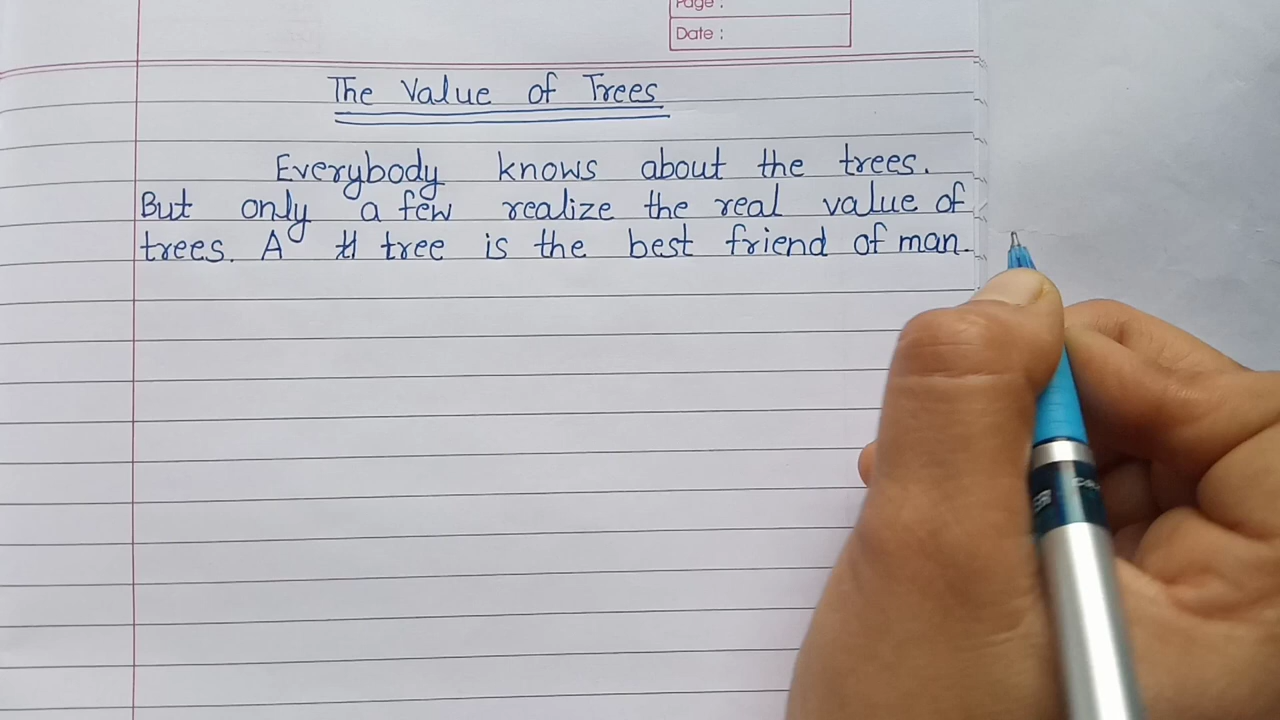 Page :
Date :
The Value of Trees
Everybody knows about the trees.
But only a few realize the real value of
trees. A tree is the best friend of man.